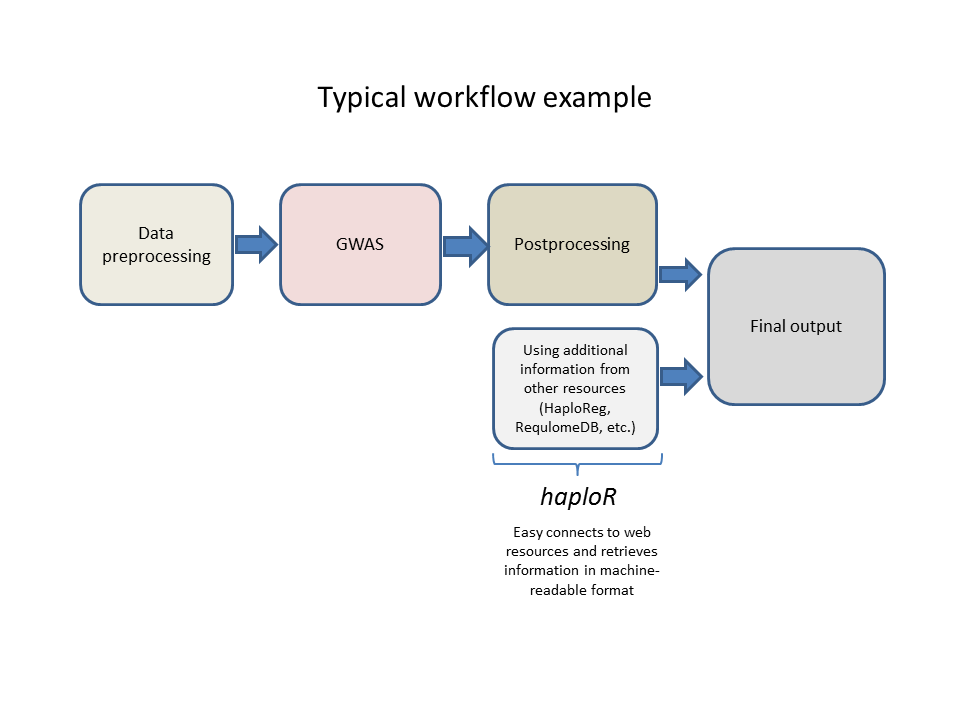 Typical workflow example
Data
preprocessing
GWAS
Postprocessing
Final output
Using additional
information from
other resources
(HaploReg,
RequlomeDB, etc.)
haploR
Easy connects to web
resources and retrieves
information in machine-
readable format